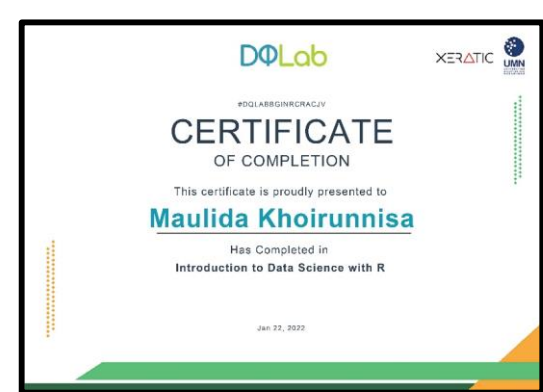 DQLab
XERATIC
UMN
#DQLABBGINRCRACJV
CERTIFICATE
OF COMPLETION
This certificate is proudly presented to
Maulida Khoirunnisa
Has Completed in
Introduction to Data Science with R
Jan 22, 2022